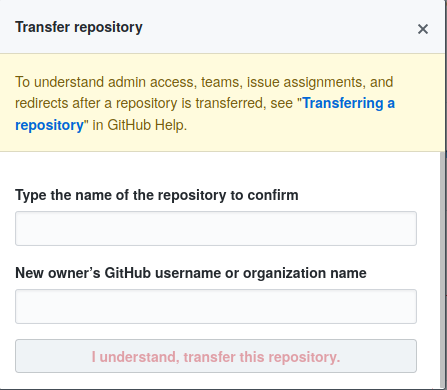 Transfer repository
To understand admin access, teams, issue assignments, and
redirects after a repository is transferred, see "Transferring a
repository" in GitHub Help.
Type the name of the repository to confirm
New owner’s GitHub username or organization name
I understand, transfer this repository.